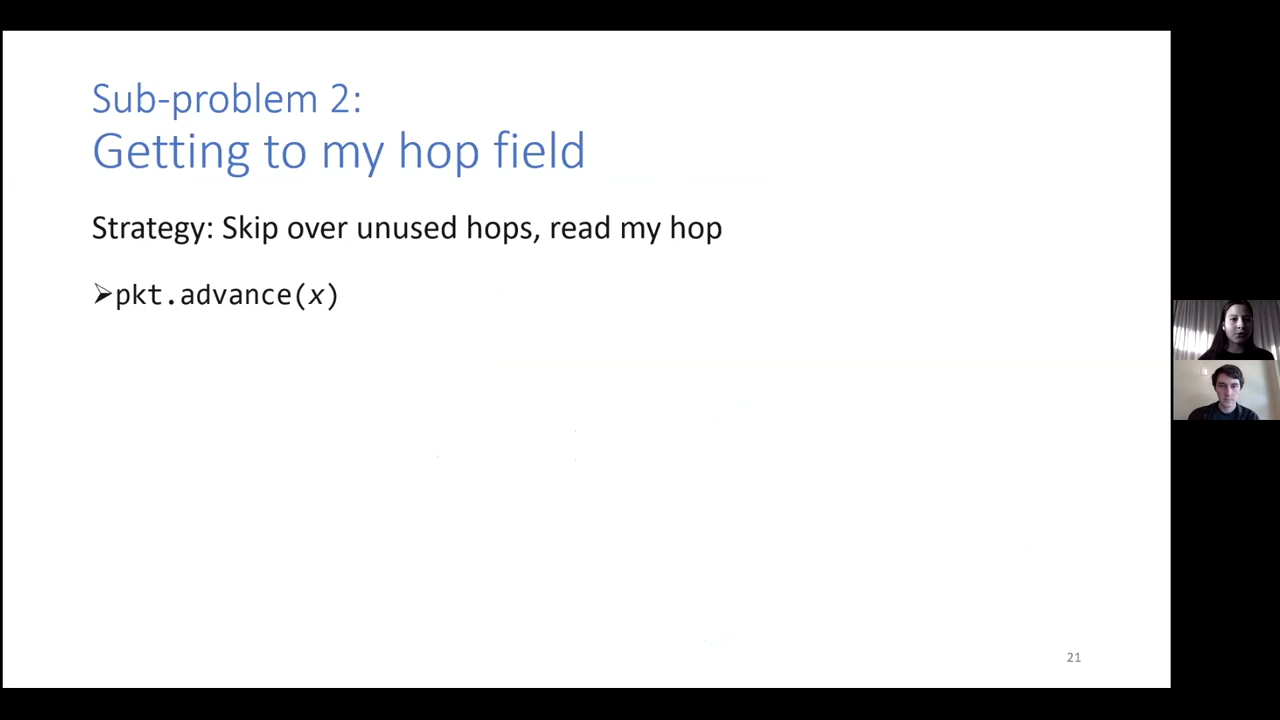 Sub-problem 2:
Getting to my hop field
Strategy: Skip over unused hops, read my hop
➢pkt.advance(x)
21